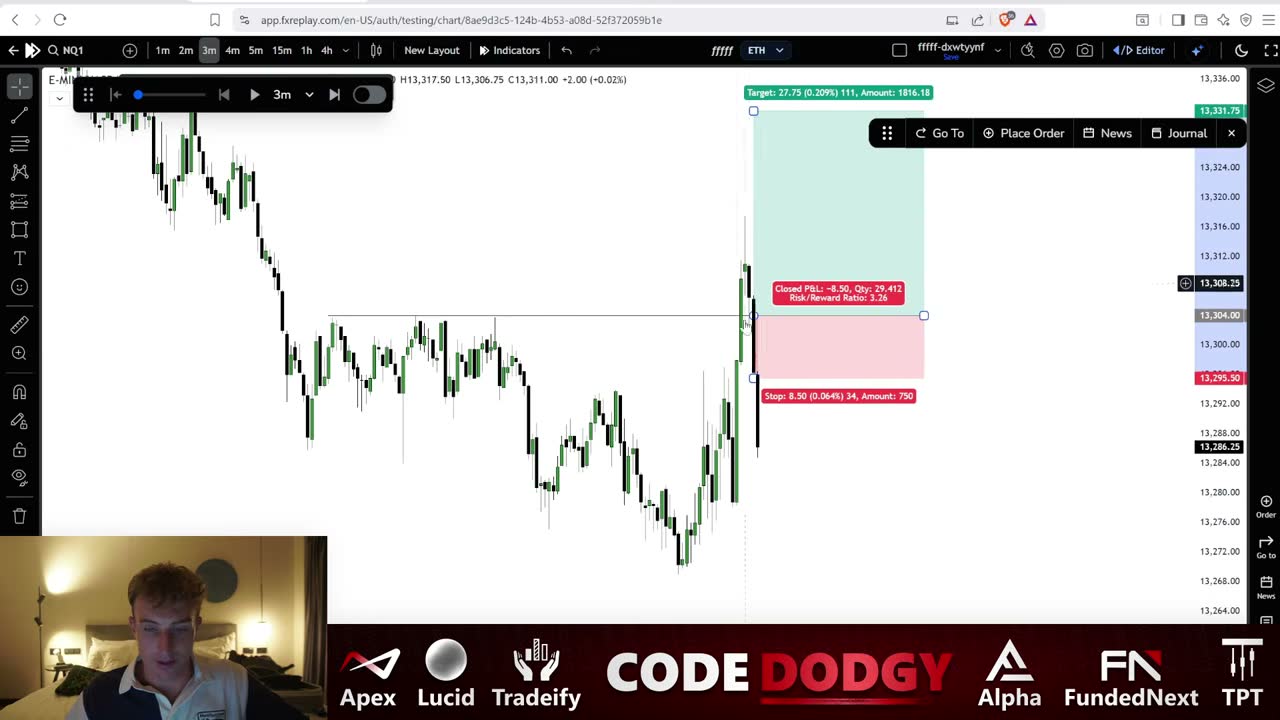 app.fxreplay.com/en-US/auth/testing/chart/8ae9d3c5-124b-4b53-a08d-52f372059b1e
NQ1 1m 2m 3m 4m 5m 15m 1h 4h New Layout Indicators fffff ETH fffff-dxwtyynf Save Editor
E-MIN H13,317.50 L13,306.75 C13,311.00 +2.00 (+0.02%)
3m
Target: 27.75 (0.209%) 111, Amount: 1816.18
Go To Place Order News Journal
Closed P&L: −8.50, Qty: 29.412
Risk/Reward Ratio: 3.26
Stop: 8.50 (0.064%) 34, Amount: 750
13,336.00
13,331.75
13,324.00
13,320.00
13,316.00
13,312.00
13,308.25
13,304.00
13,300.00
13,295.50
13,292.00
13,288.00
13,286.25
13,284.00
13,280.00
13,276.00
13,272.00
13,268.00
13,264.00
Order
Go to
News
CODE DODGY
Apex Lucid Tradeify Alpha FundedNext TPT